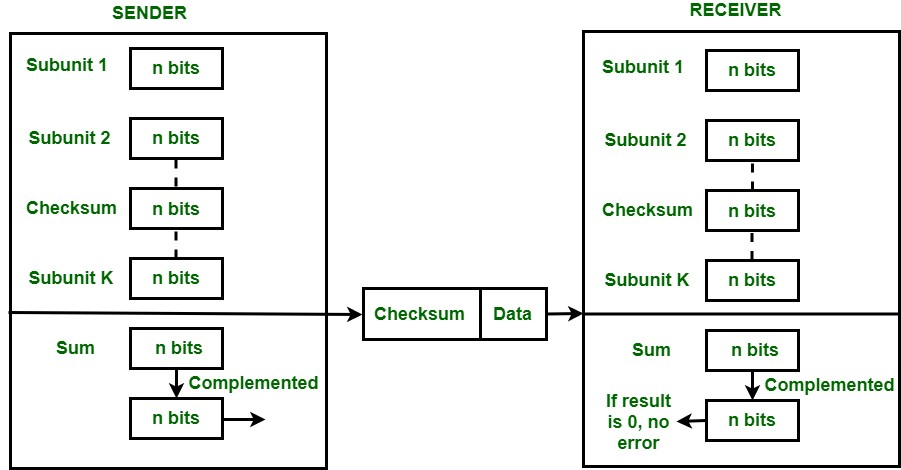 SENDER
Subunit 1
n bits
Subunit 2
n bits
Checksum
n bits
Subunit K
n bits
Sum
n bits
Complemented
n bits
Checksum
Data
RECEIVER
Subunit 1
n bits
Subunit 2
n bits
Checksum
n bits
Subunit K
n bits
Sum
n bits
Complemented
n bits
If result
is 0, no
error